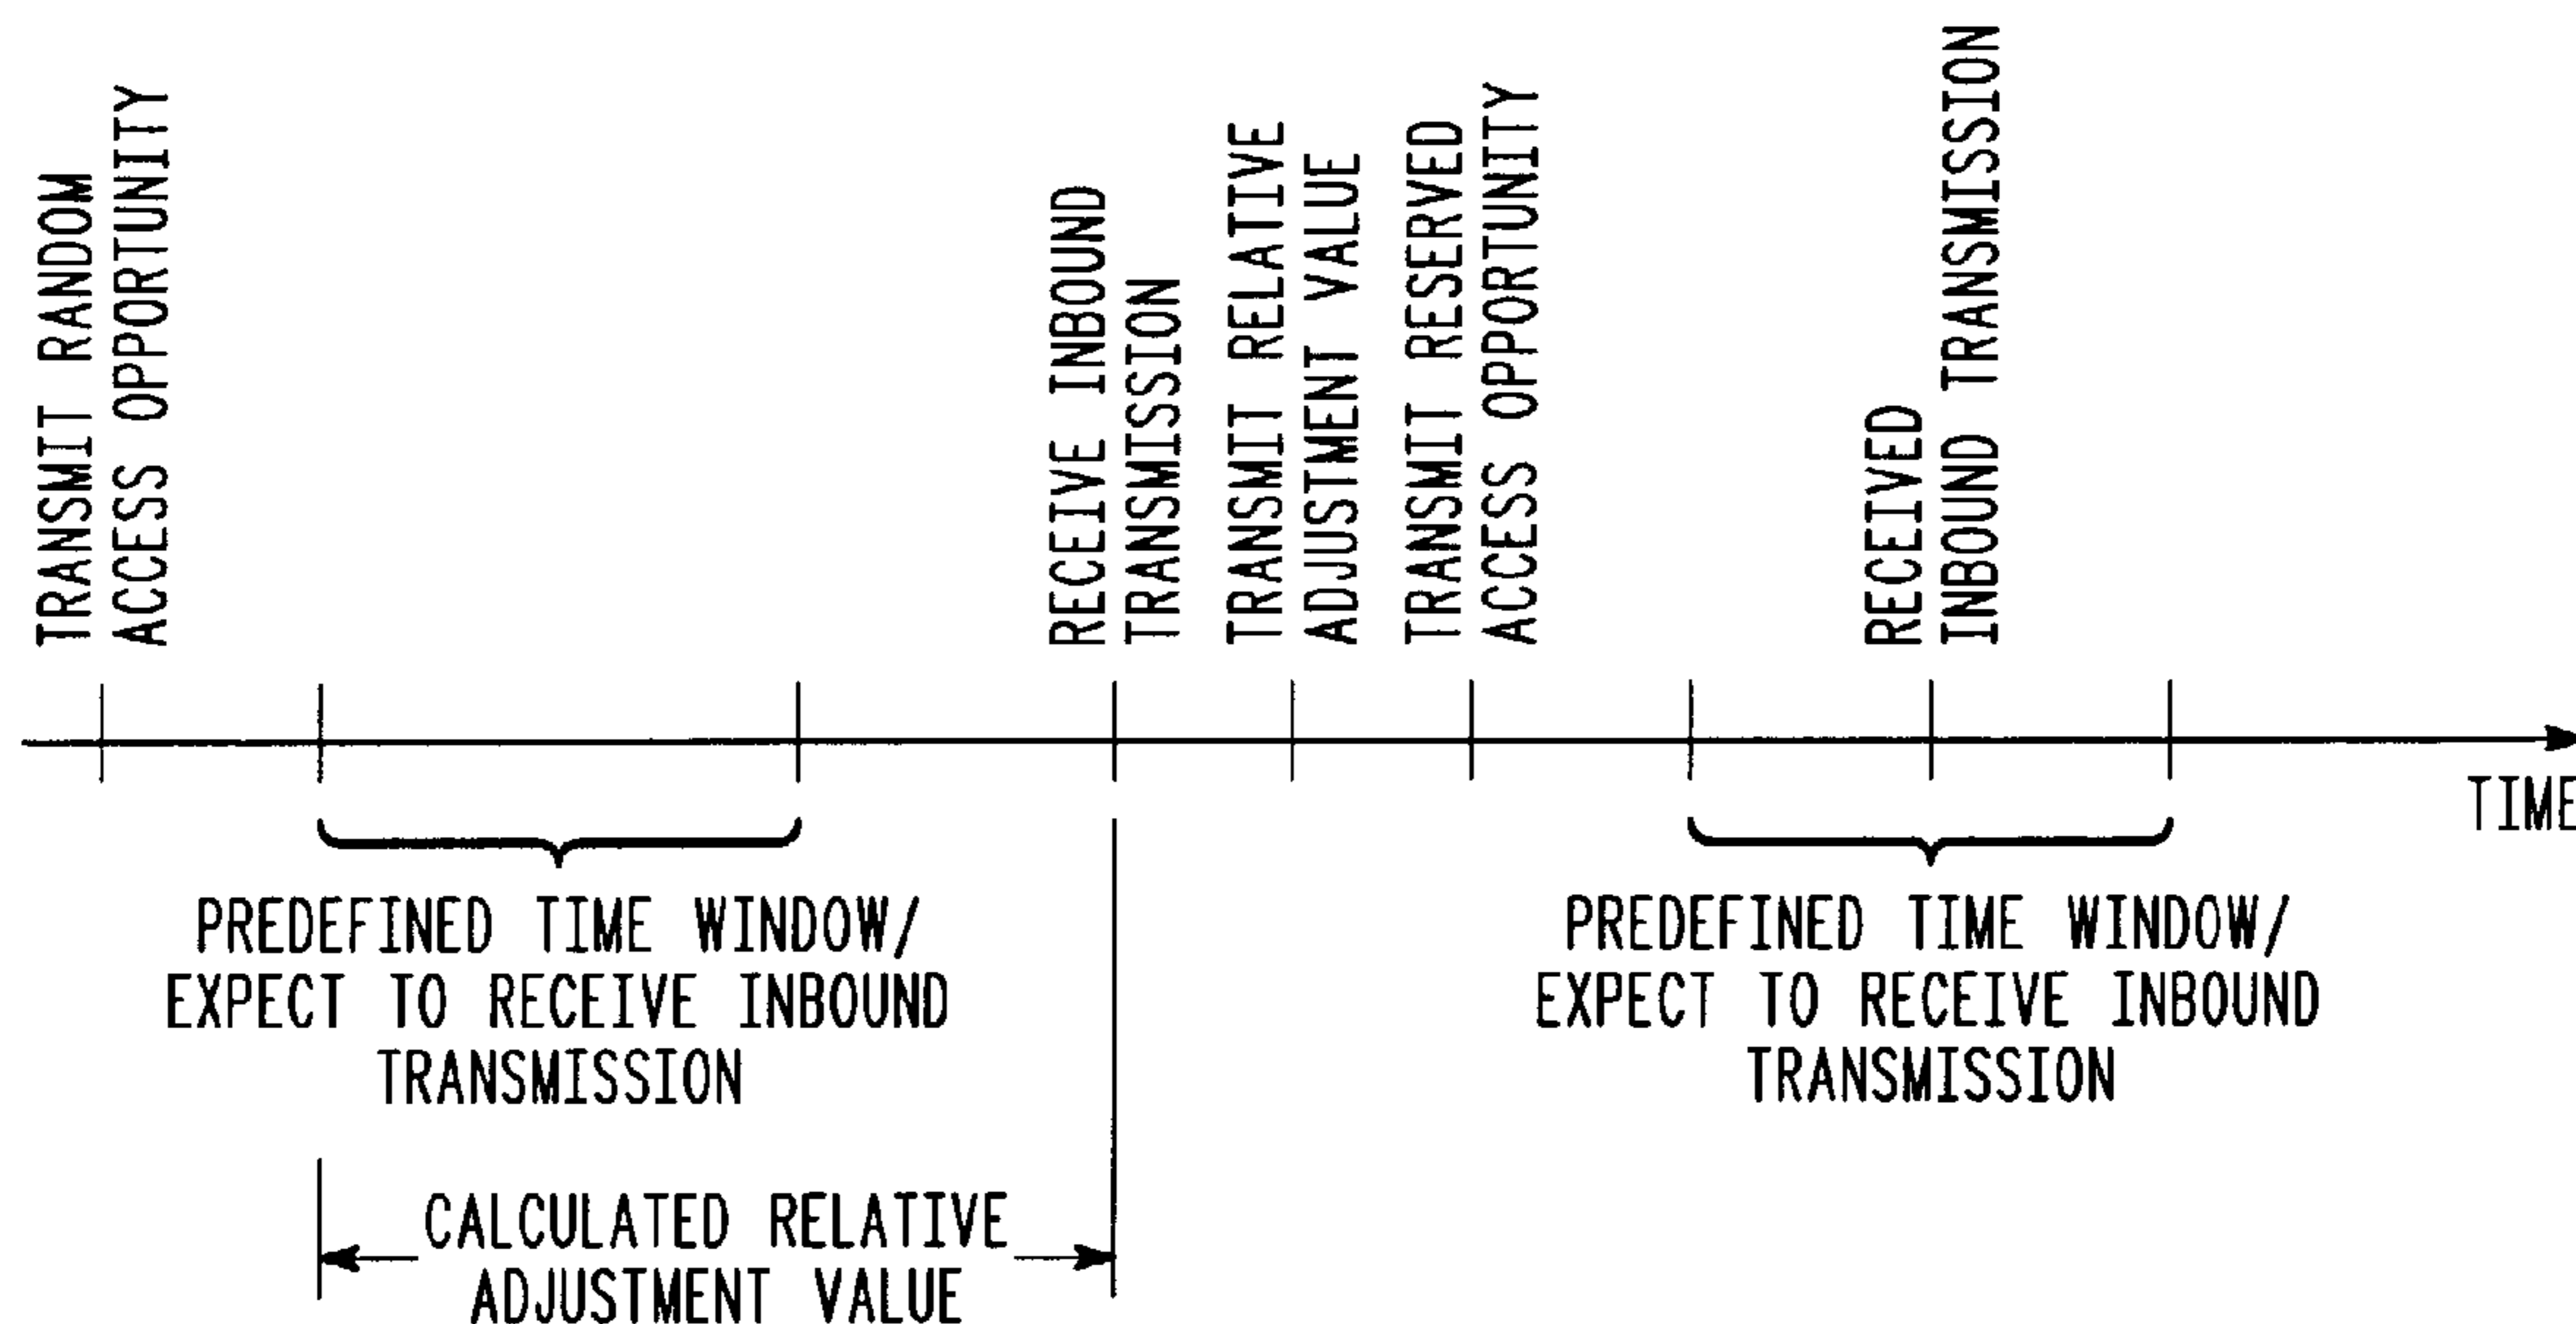 TRANSMIT RANDOM
ACCESS OPPORTUNITY
RECEIVE INBOUND
TRANSMISSION
TRANSMIT RELATIVE
ADJUSTMENT VALUE
TRANSMIT RESERVED
ACCESS OPPORTUNITY
RECEIVED
INBOUND TRANSMISSION
TIME
PREDEFINED TIME WINDOW/
EXPECT TO RECEIVE INBOUND
TRANSMISSION
PREDEFINED TIME WINDOW/
EXPECT TO RECEIVE INBOUND
TRANSMISSION
CALCULATED RELATIVE
ADJUSTMENT VALUE